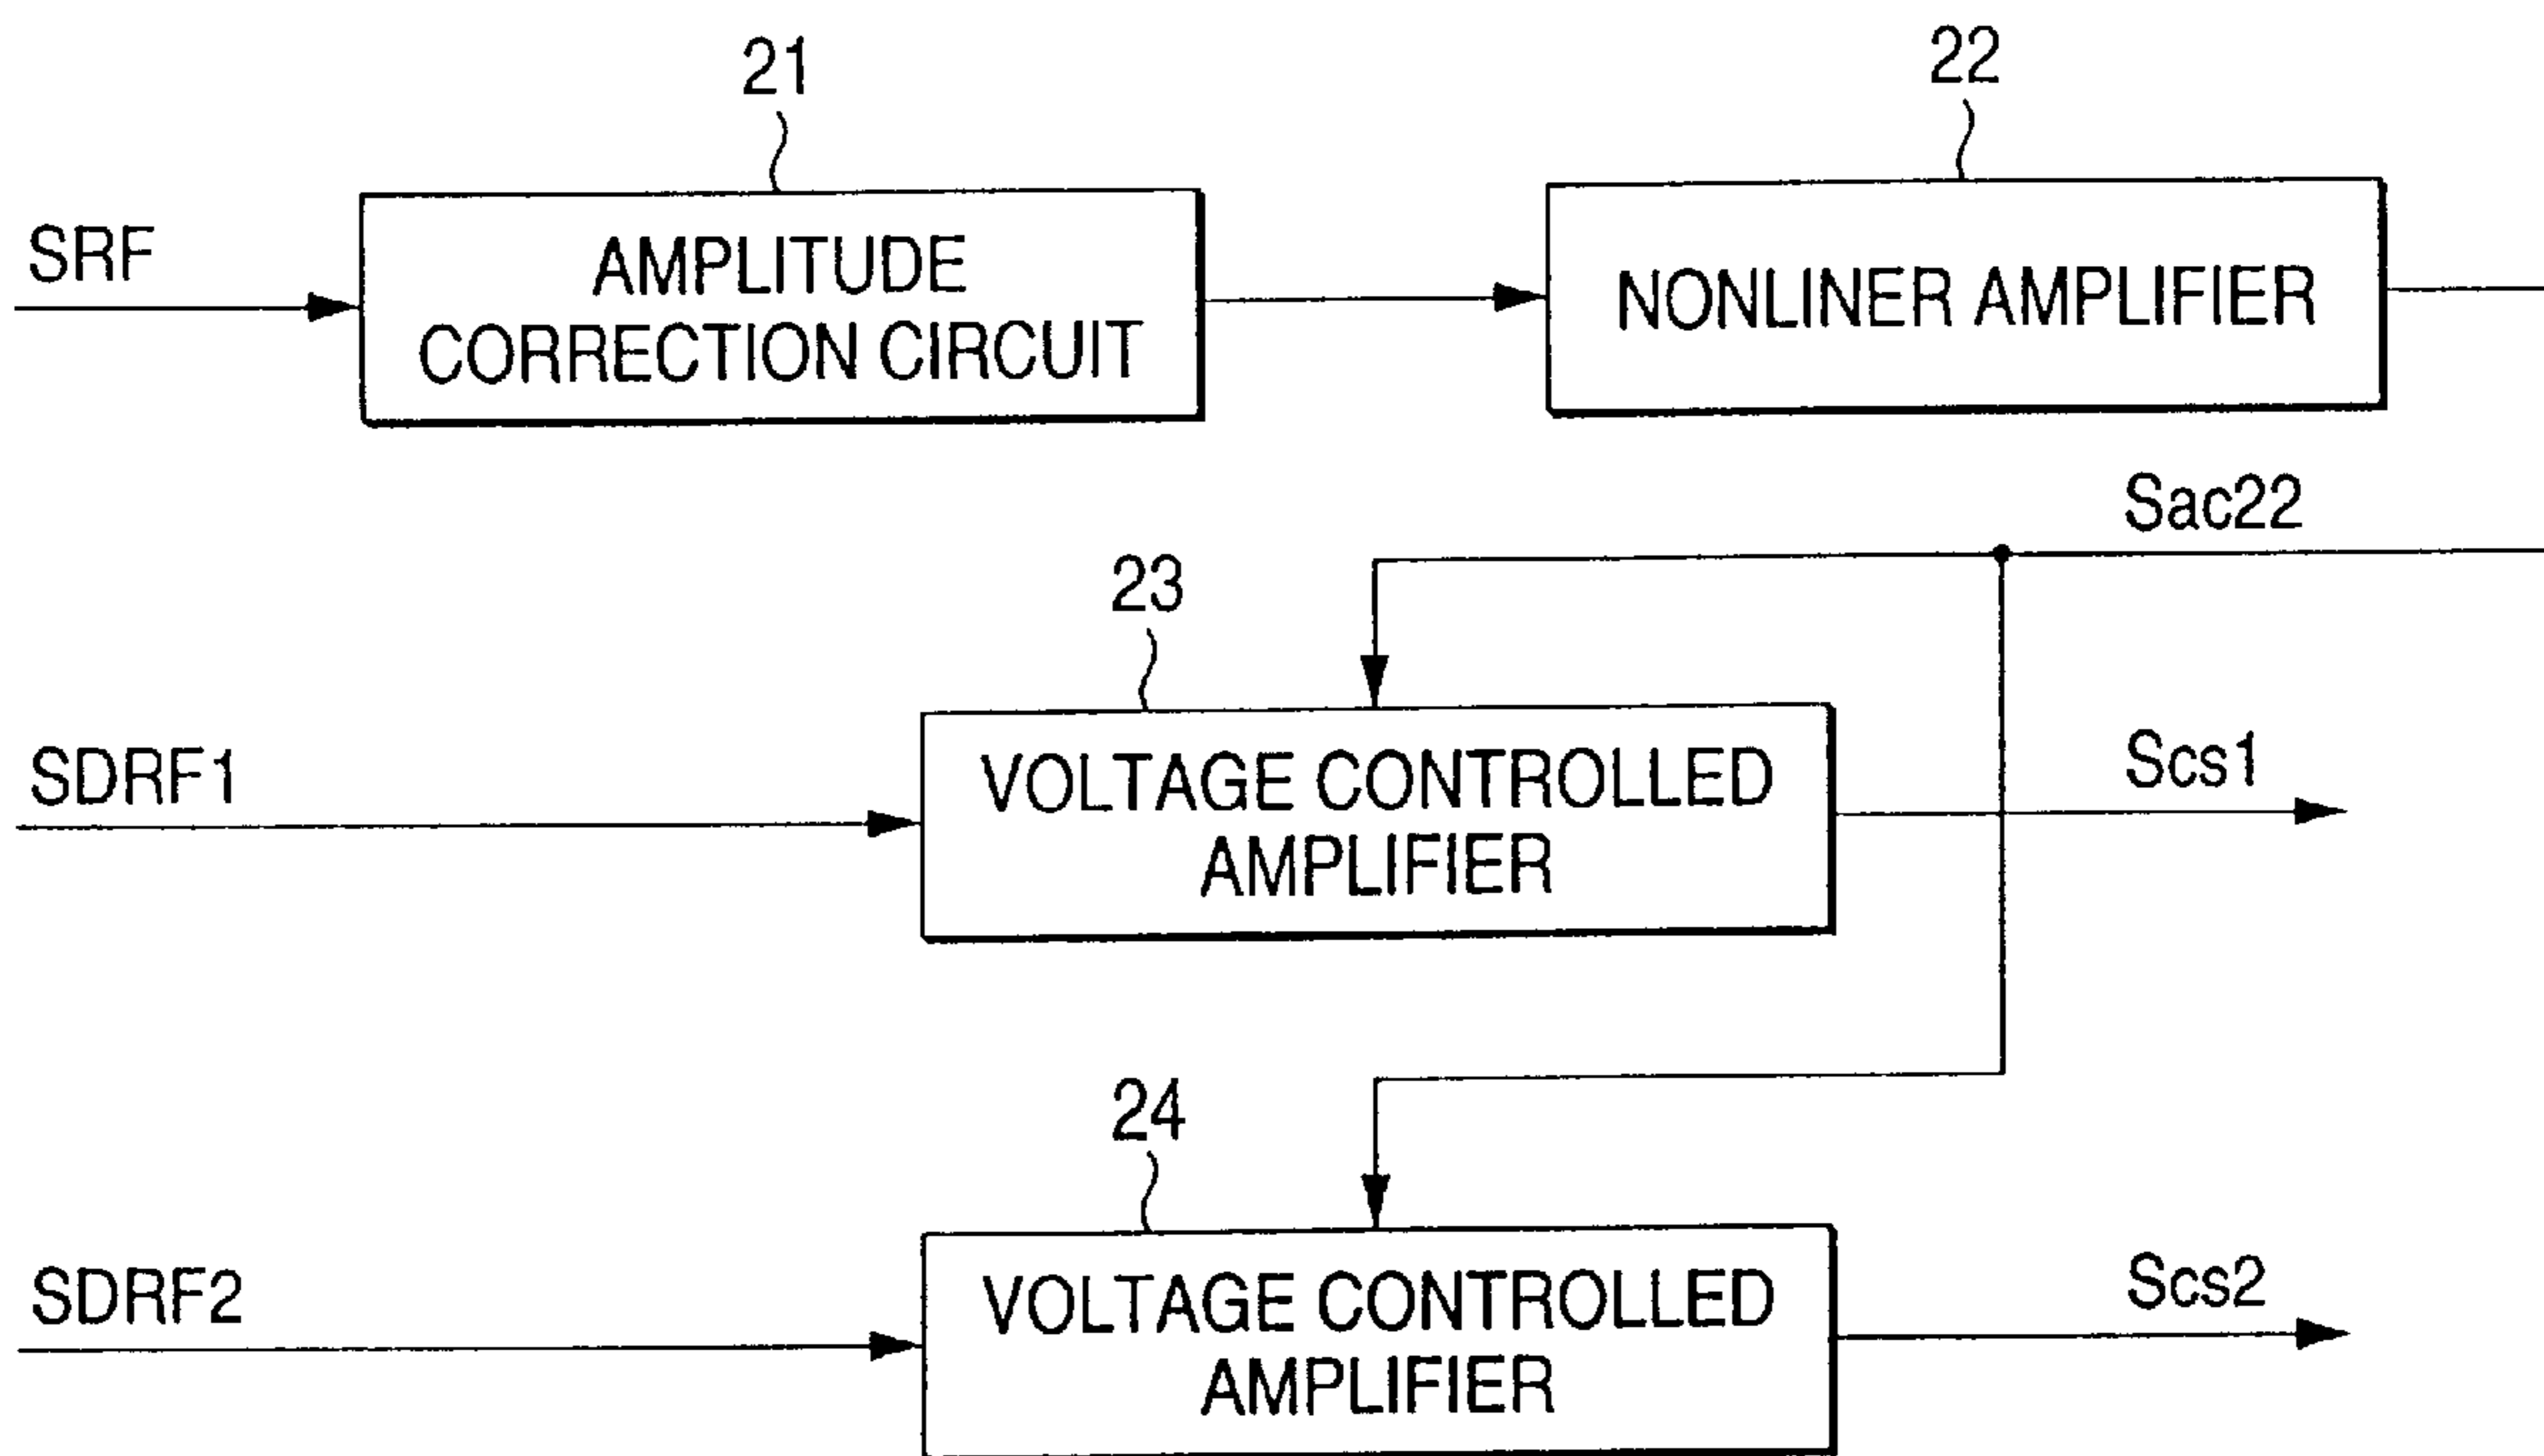 21
22
SRF
AMPLITUDE
CORRECTION CIRCUIT
NONLINER AMPLIFIER
Sac22
23
SDRF1
VOLTAGE CONTROLLED
AMPLIFIER
Scs1
24
SDRF2
VOLTAGE CONTROLLED
AMPLIFIER
Scs2